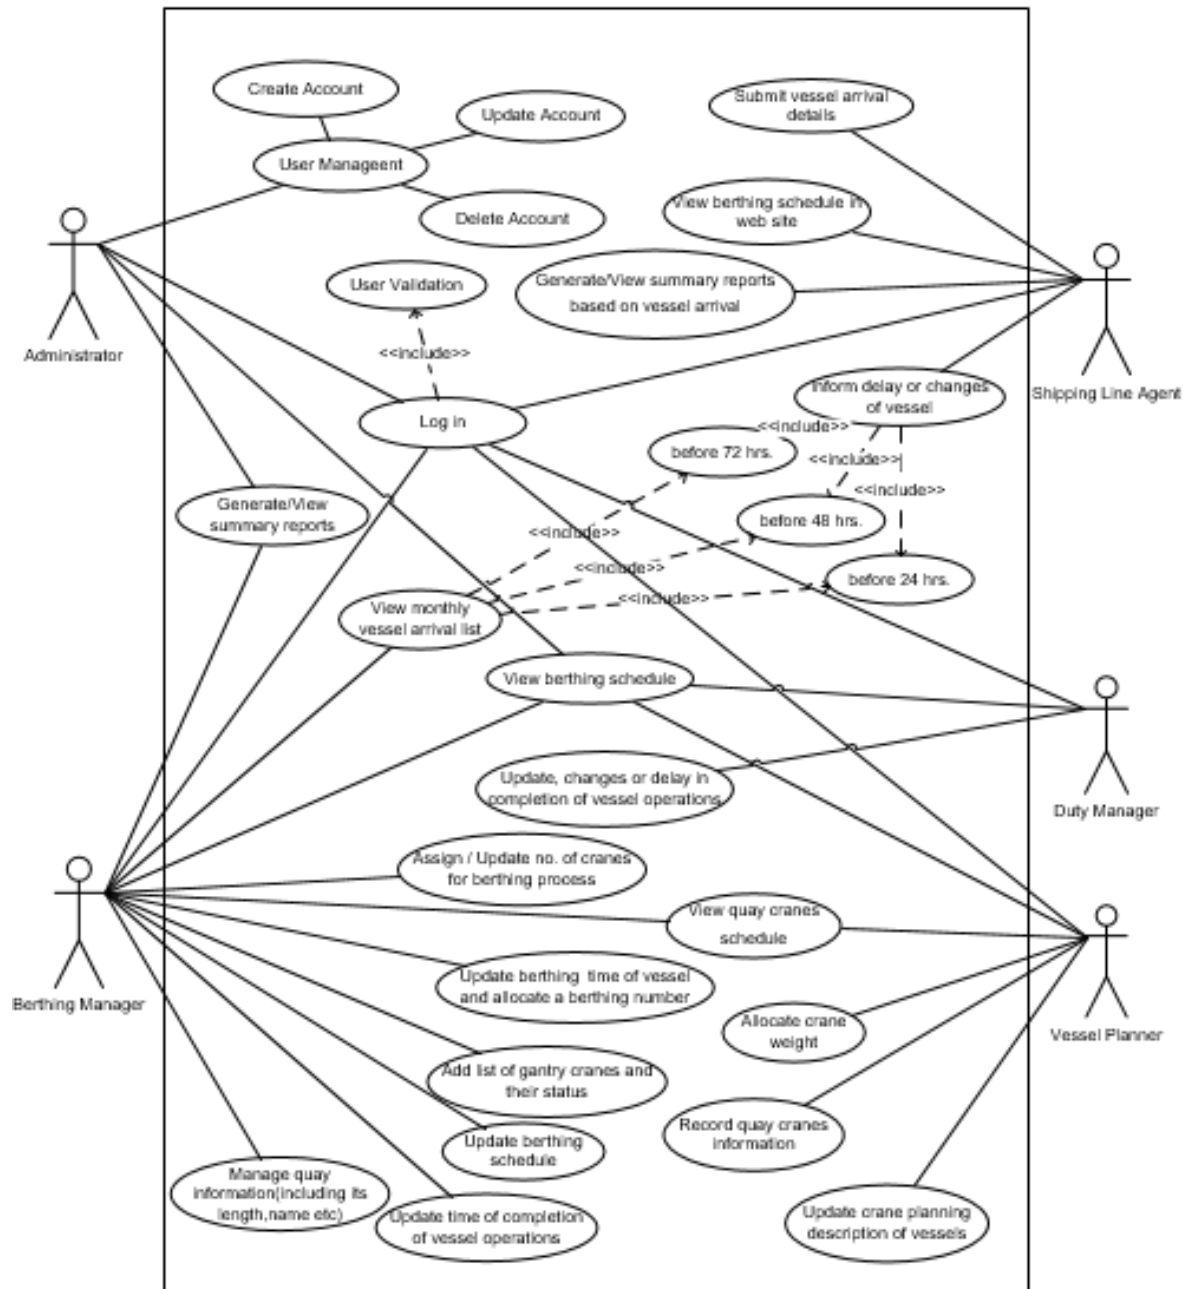 Create Account
Update Account
Submit vessel arrival
details
User Manageent
Delete Account
View berthing schedule in
web site
User Validation
Generate/View summary reports
based on vessel arrival
Administrator
<<include>>
Inform delay or changes
of vessel
Shipping Line Agent
Log in
<<include>>
before 72 hrs.
<<include>>
<<include>>
Generate/View
summary reports
before 48 hrs.
<<include>>
<<include>>
before 24 hrs.
<<include>>
View monthly
vessel arrival list
View berthing schedule
Update, changes or delay in
completion of vessel operations
Duty Manager
Assign / Update no. of cranes
for berthing process
View quay cranes
schedule
Berthing Manager
Update berthing time of vessel
and allocate a berthing number
Allocate crane
weight
Vessel Planner
Add list of gantry cranes and
their status
Record quay cranes
information
Update berthing
schedule
Manage quay
information(including its
length,name etc)
Update time of completion
of vessel operations
Update crane planning
description of vessels